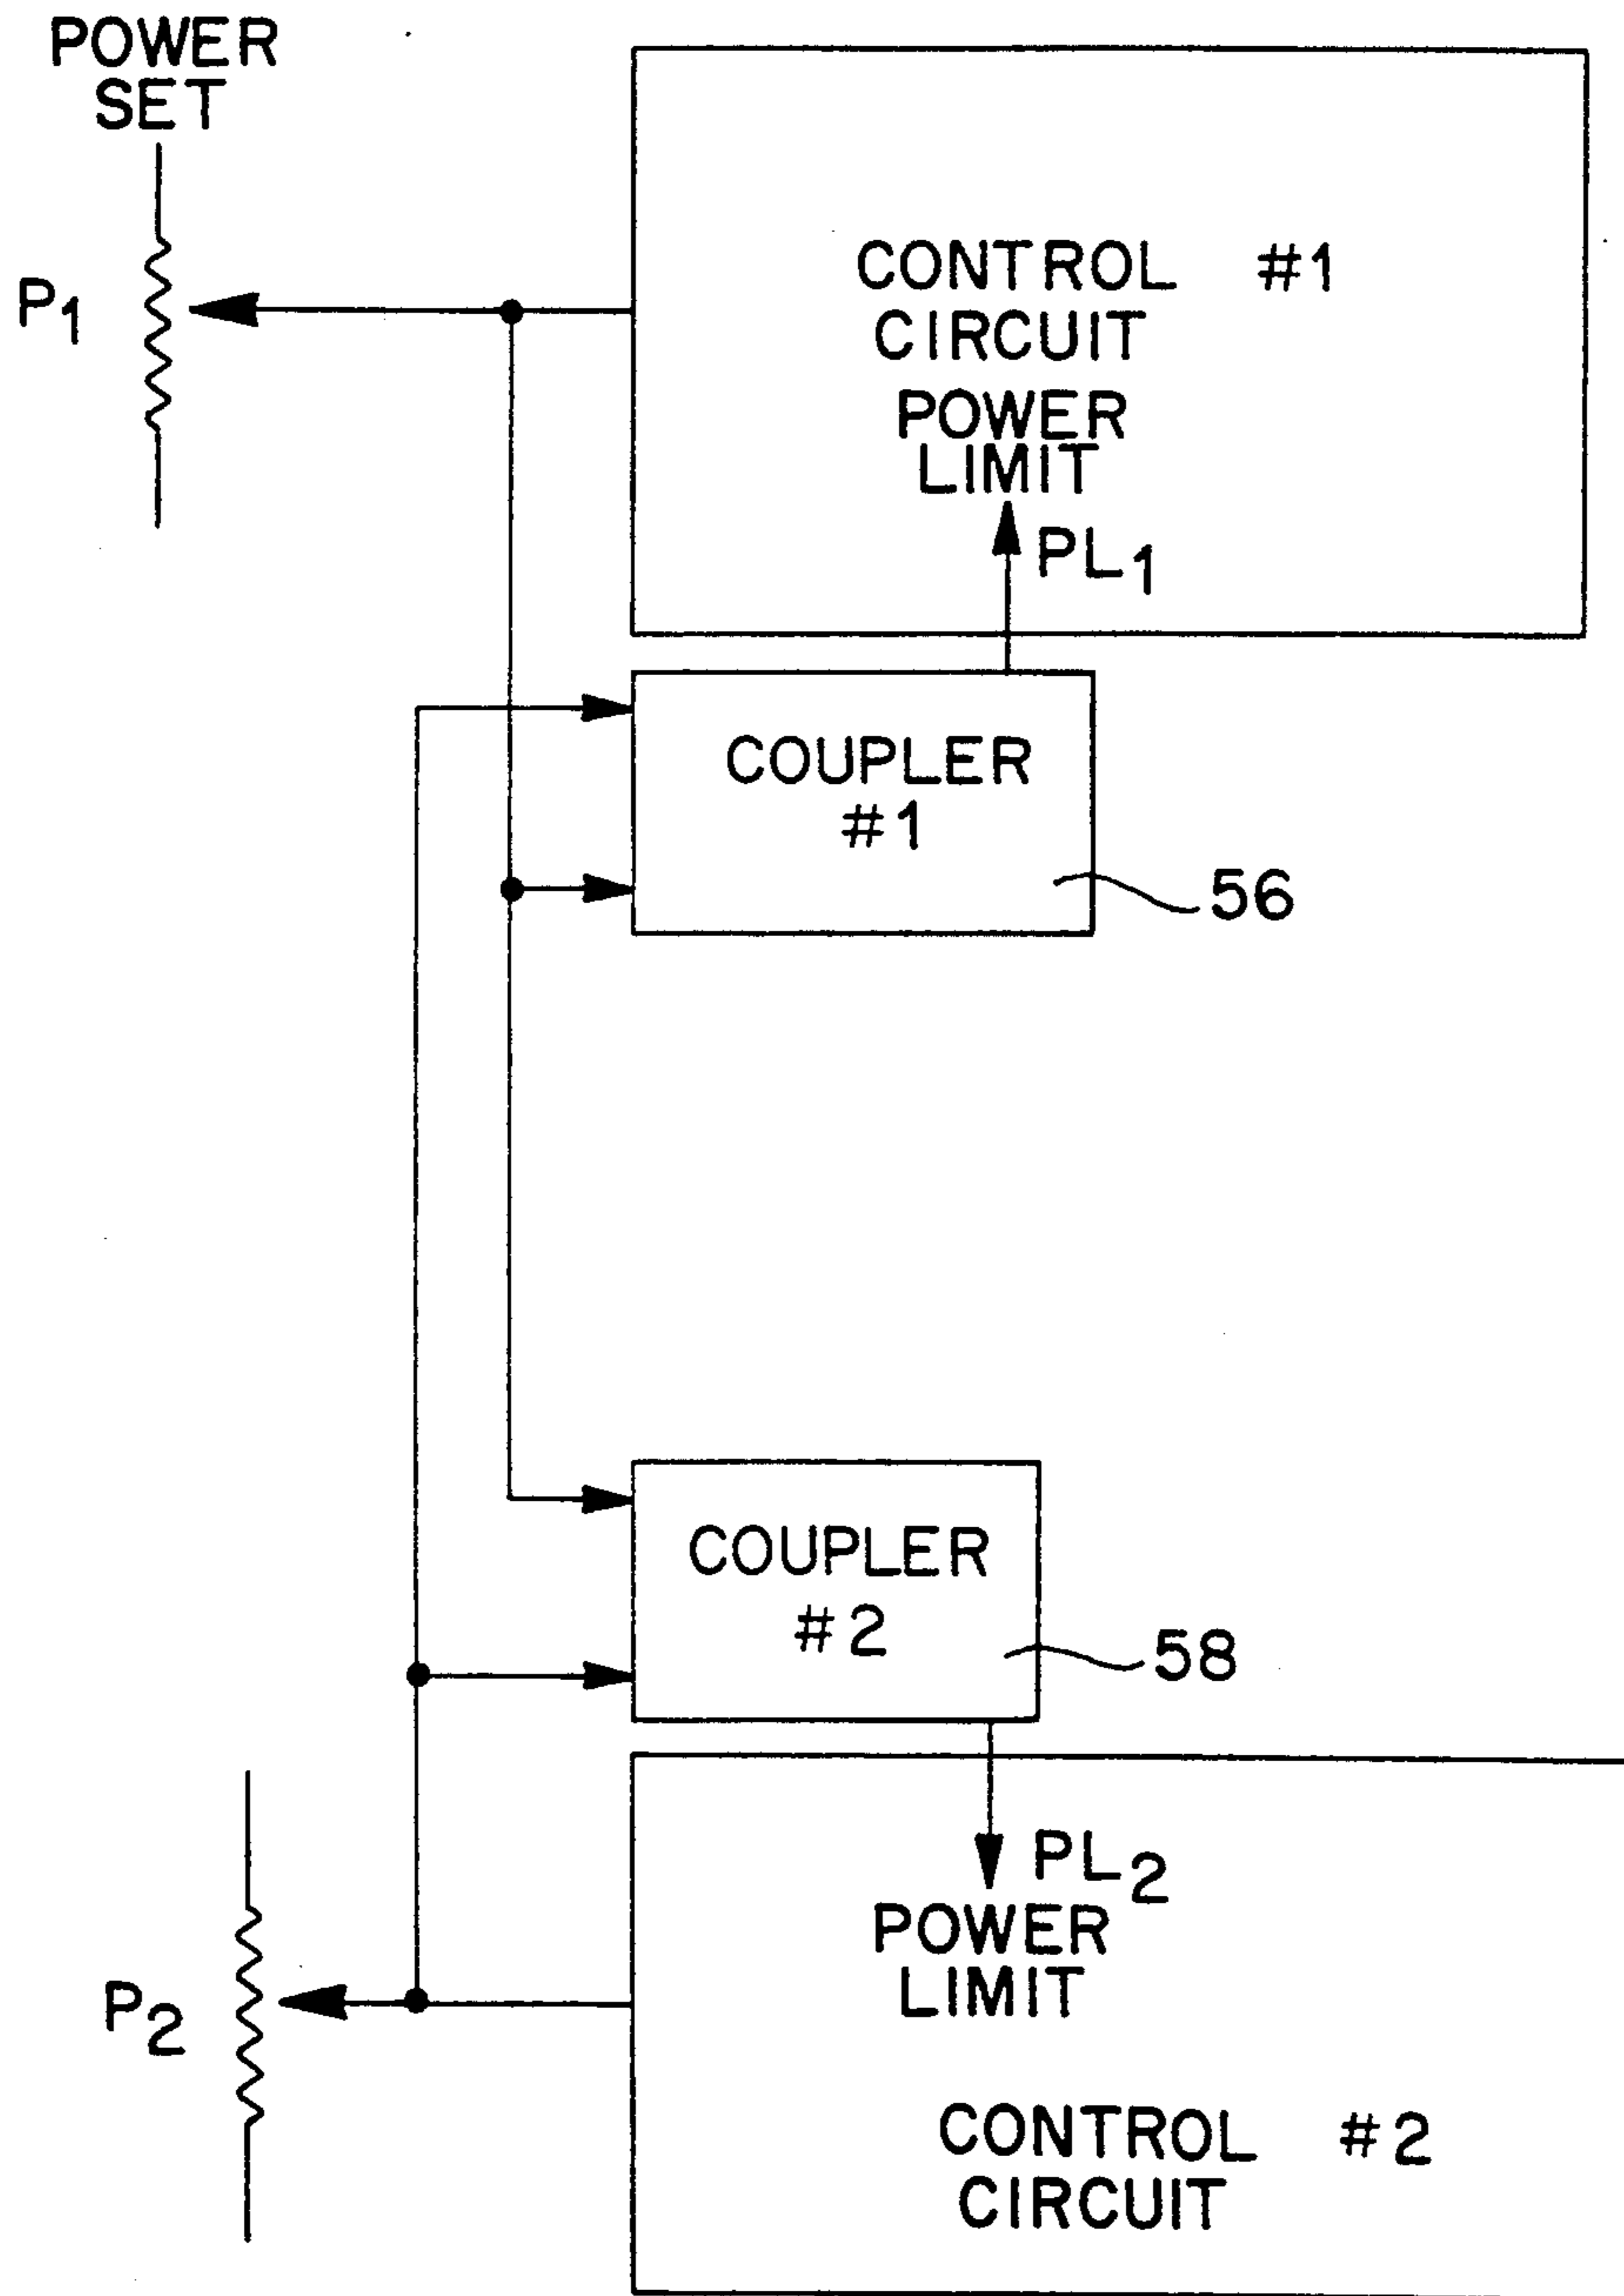 POWER
SET
P1
CONTROL #1
CIRCUIT
POWER
LIMIT
PL1
COUPLER
#1
56
COUPLER
#2
58
PL2
POWER
LIMIT
P2
CONTROL #2
CIRCUIT